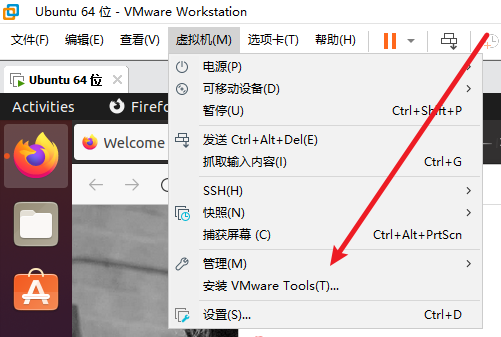 Ubuntu 64 位 - VMware Workstation
文件(F) 编辑(E) 查看(V) 虚拟机(M) 选项卡(T) 帮助(H)
Ubuntu 64 位
Activities
Welcome
电源(P)
可移动设备(D)
暂停(U) Ctrl+Shift+P
发送 Ctrl+Alt+Del(E)
抓取输入内容(I) Ctrl+G
SSH(H)
快照(N)
捕获屏幕 (C) Ctrl+Alt+PrtScn
管理(M)
安装 VMware Tools(T)...
设置(S)... Ctrl+D